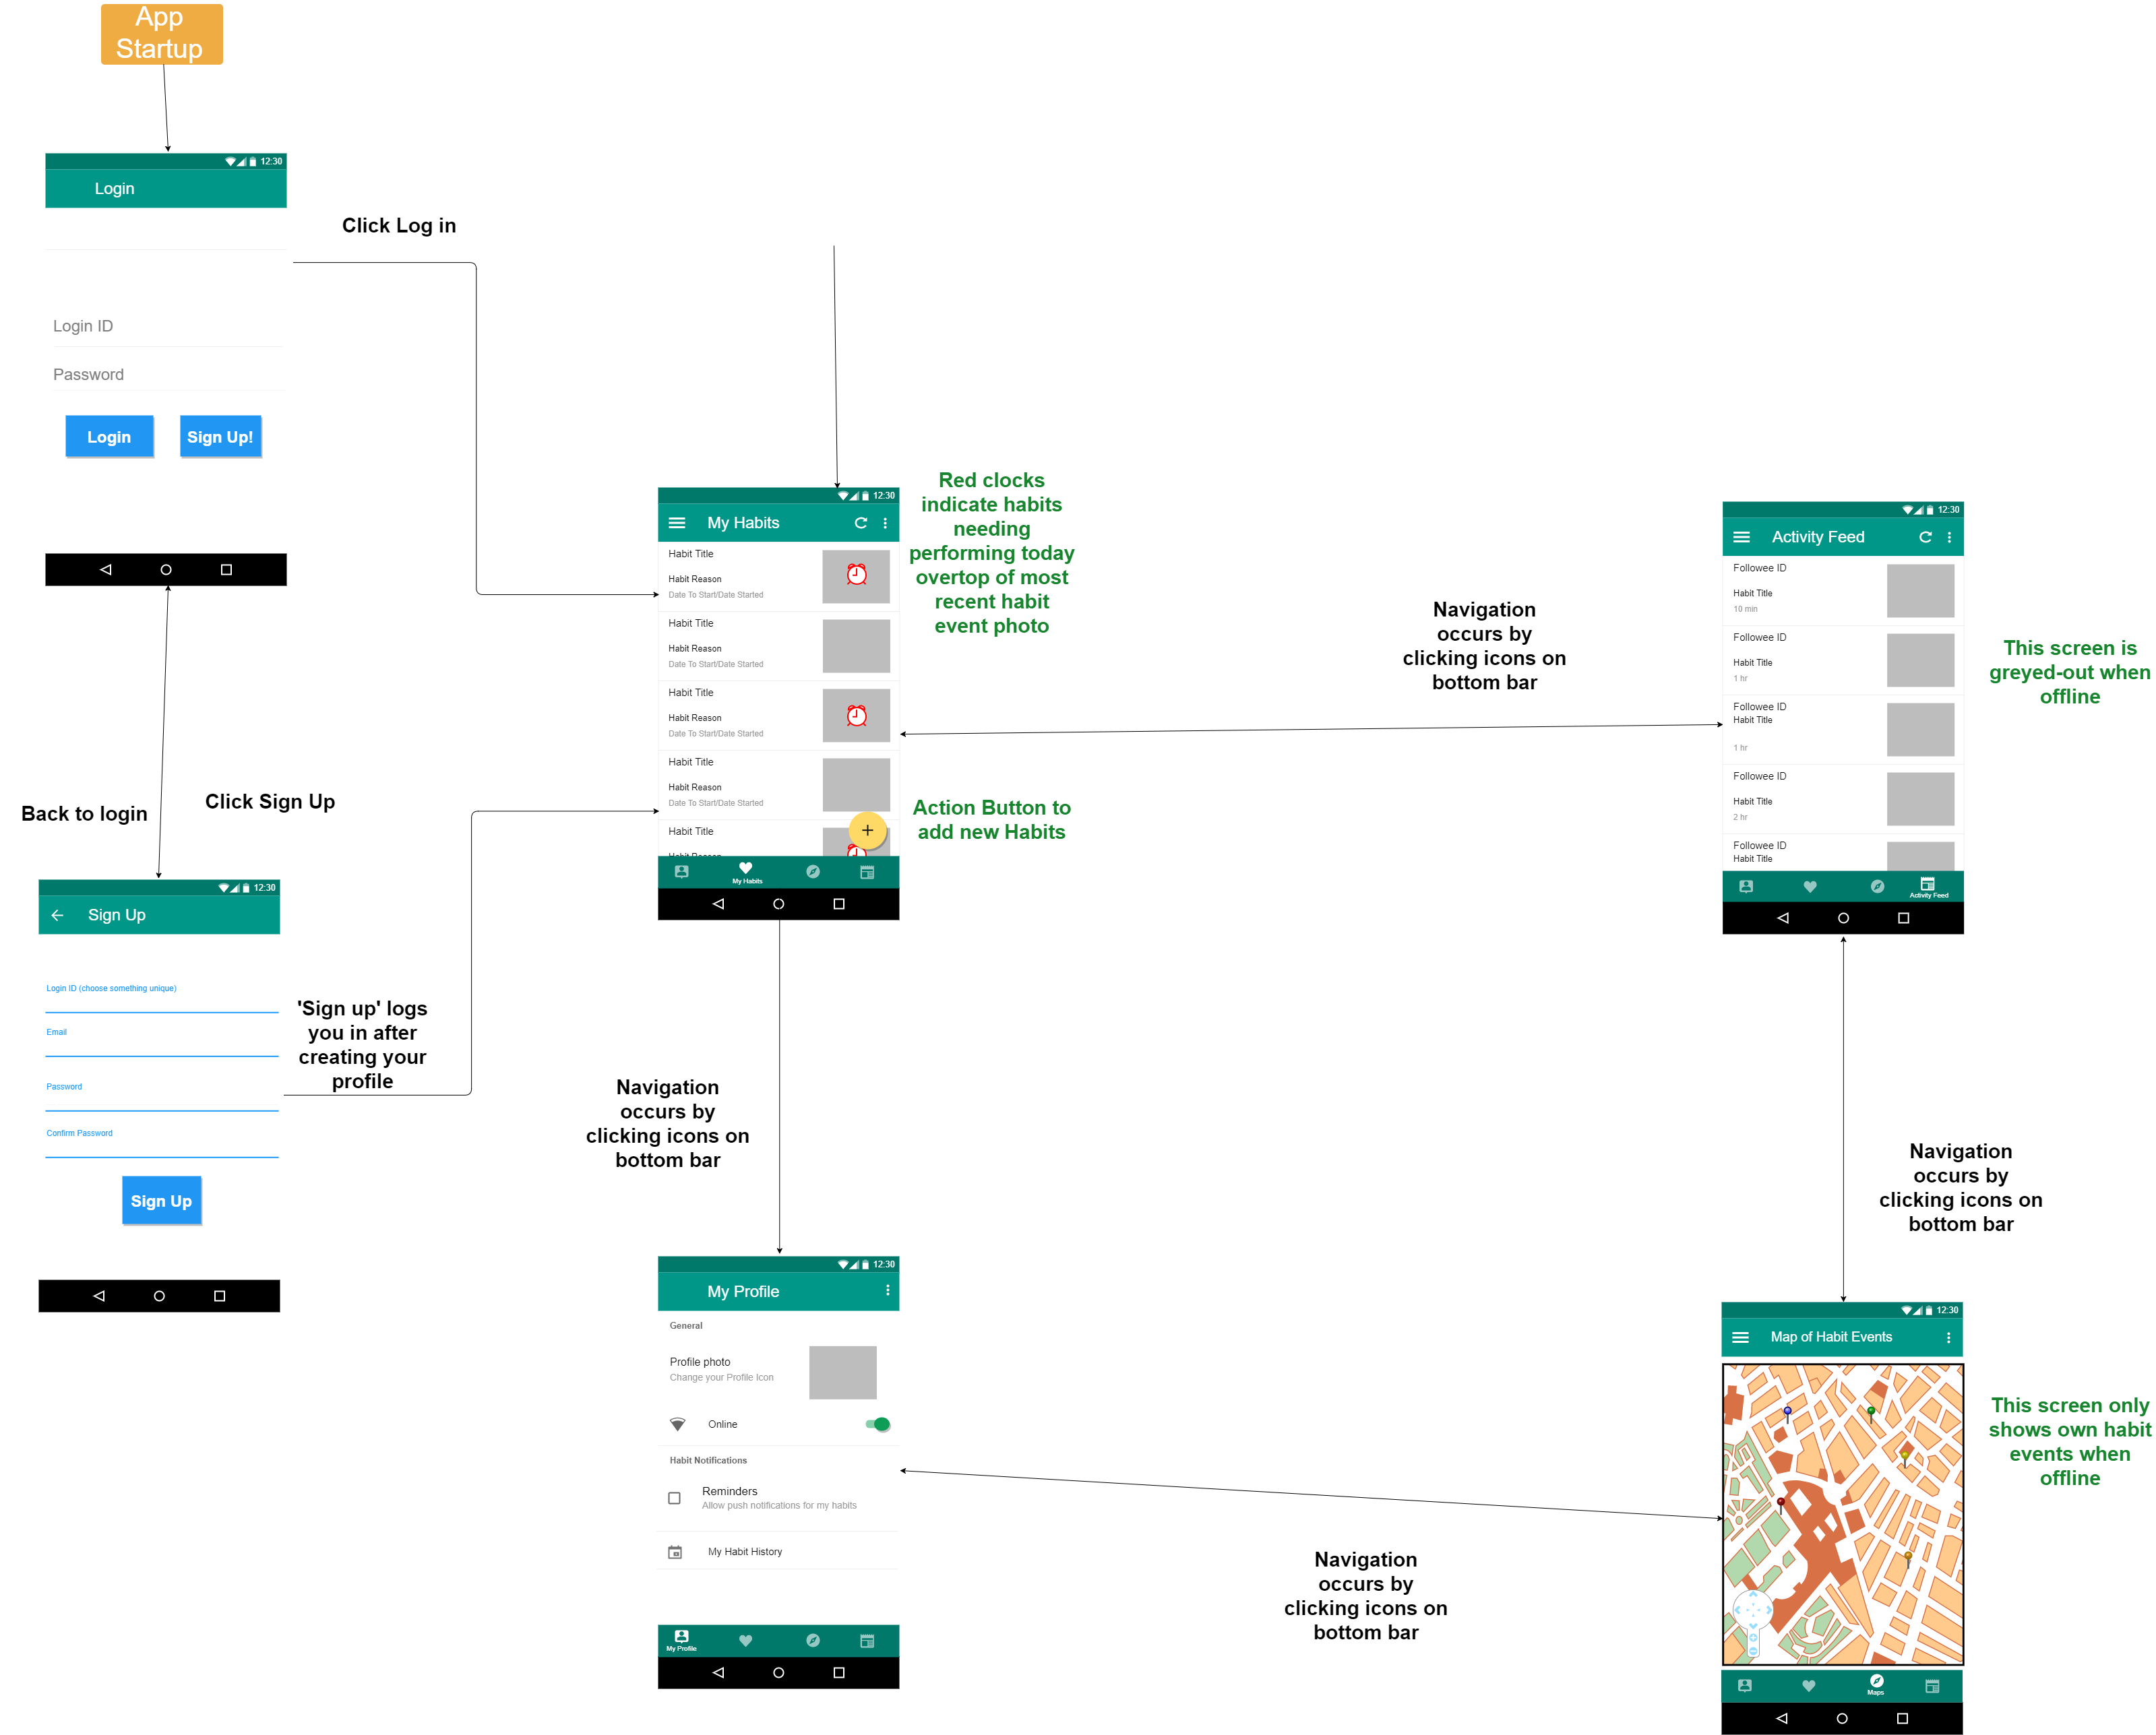 App
Startup
12:30
Login
Login ID
Password
Login
Sign Up!
Click Log in
Back to login
Click Sign Up
12:30
Sign Up
Login ID (choose something unique)
Email
Password
Confirm Password
Sign Up
'Sign up' logs
you in after
creating your
profile
12:30
My Habits
Habit Title
Habit Reason
Date To Start/Date Started
Habit Title
Habit Reason
Date To Start/Date Started
Habit Title
Habit Reason
Date To Start/Date Started
Habit Title
Habit Reason
Date To Start/Date Started
Habit Title
Habit Reason
+
My Habits
Red clocks
indicate habits
needing
performing today
overtop of most
recent habit
event photo
Action Button to
add new Habits
Navigation
occurs by
clicking icons on
bottom bar
12:30
Activity Feed
Followee ID
Habit Title
10 min
Followee ID
Habit Title
1 hr
Followee ID
Habit Title
1 hr
Followee ID
Habit Title
2 hr
Followee ID
Habit Title
Activity Feed
This screen is
greyed-out when
offline
Navigation
occurs by
clicking icons on
bottom bar
Navigation
occurs by
clicking icons on
bottom bar
12:30
My Profile
General
Profile photo
Change your Profile Icon
Online
Habit Notifications
Reminders
Allow push notifications for my habits
My Habit History
My Profile
Navigation
occurs by
clicking icons on
bottom bar
12:30
Map of Habit Events
Maps
This screen only
shows own habit
events when
offline